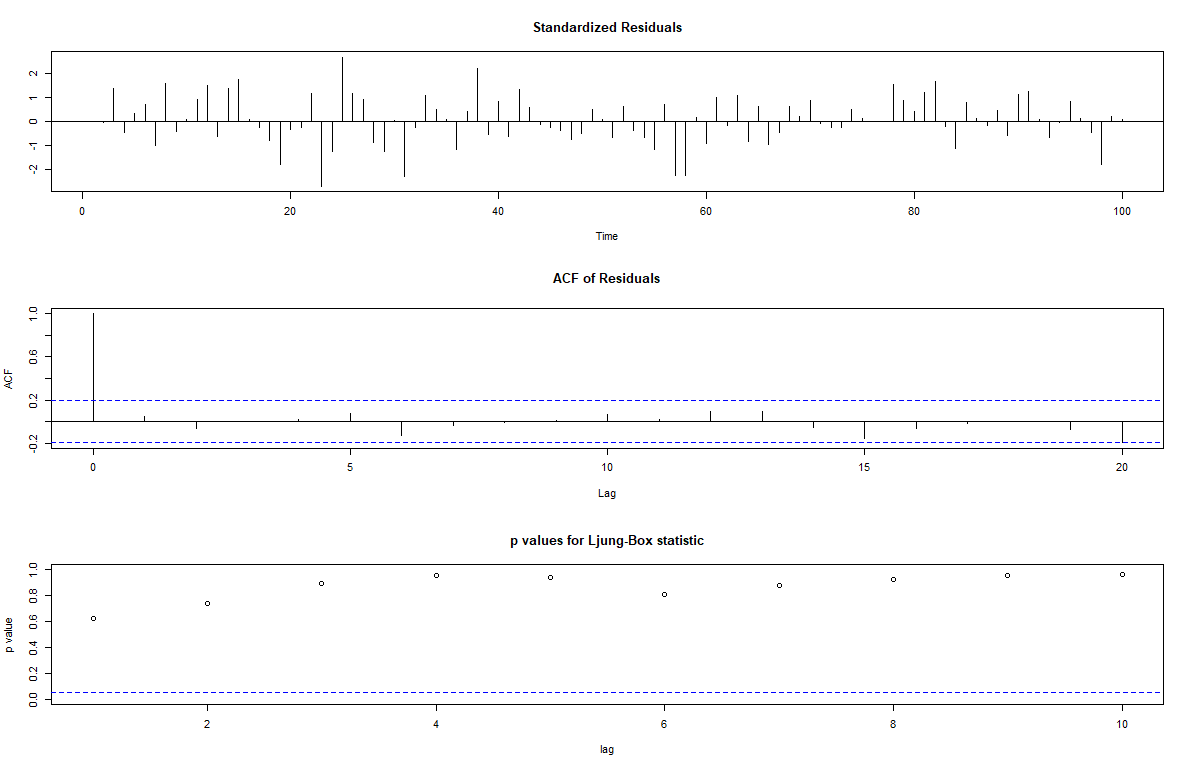 Standardized Residuals
2
1
0
-1
-2
0 20 40 60 80 100
Time
ACF of Residuals
1.0
0.6
0.2
-0.2
ACF
0 5 10 15 20
Lag
p values for Ljung-Box statistic
1.0
0.8
0.6
0.4
0.2
0.0
p value
2 4 6 8 10
lag